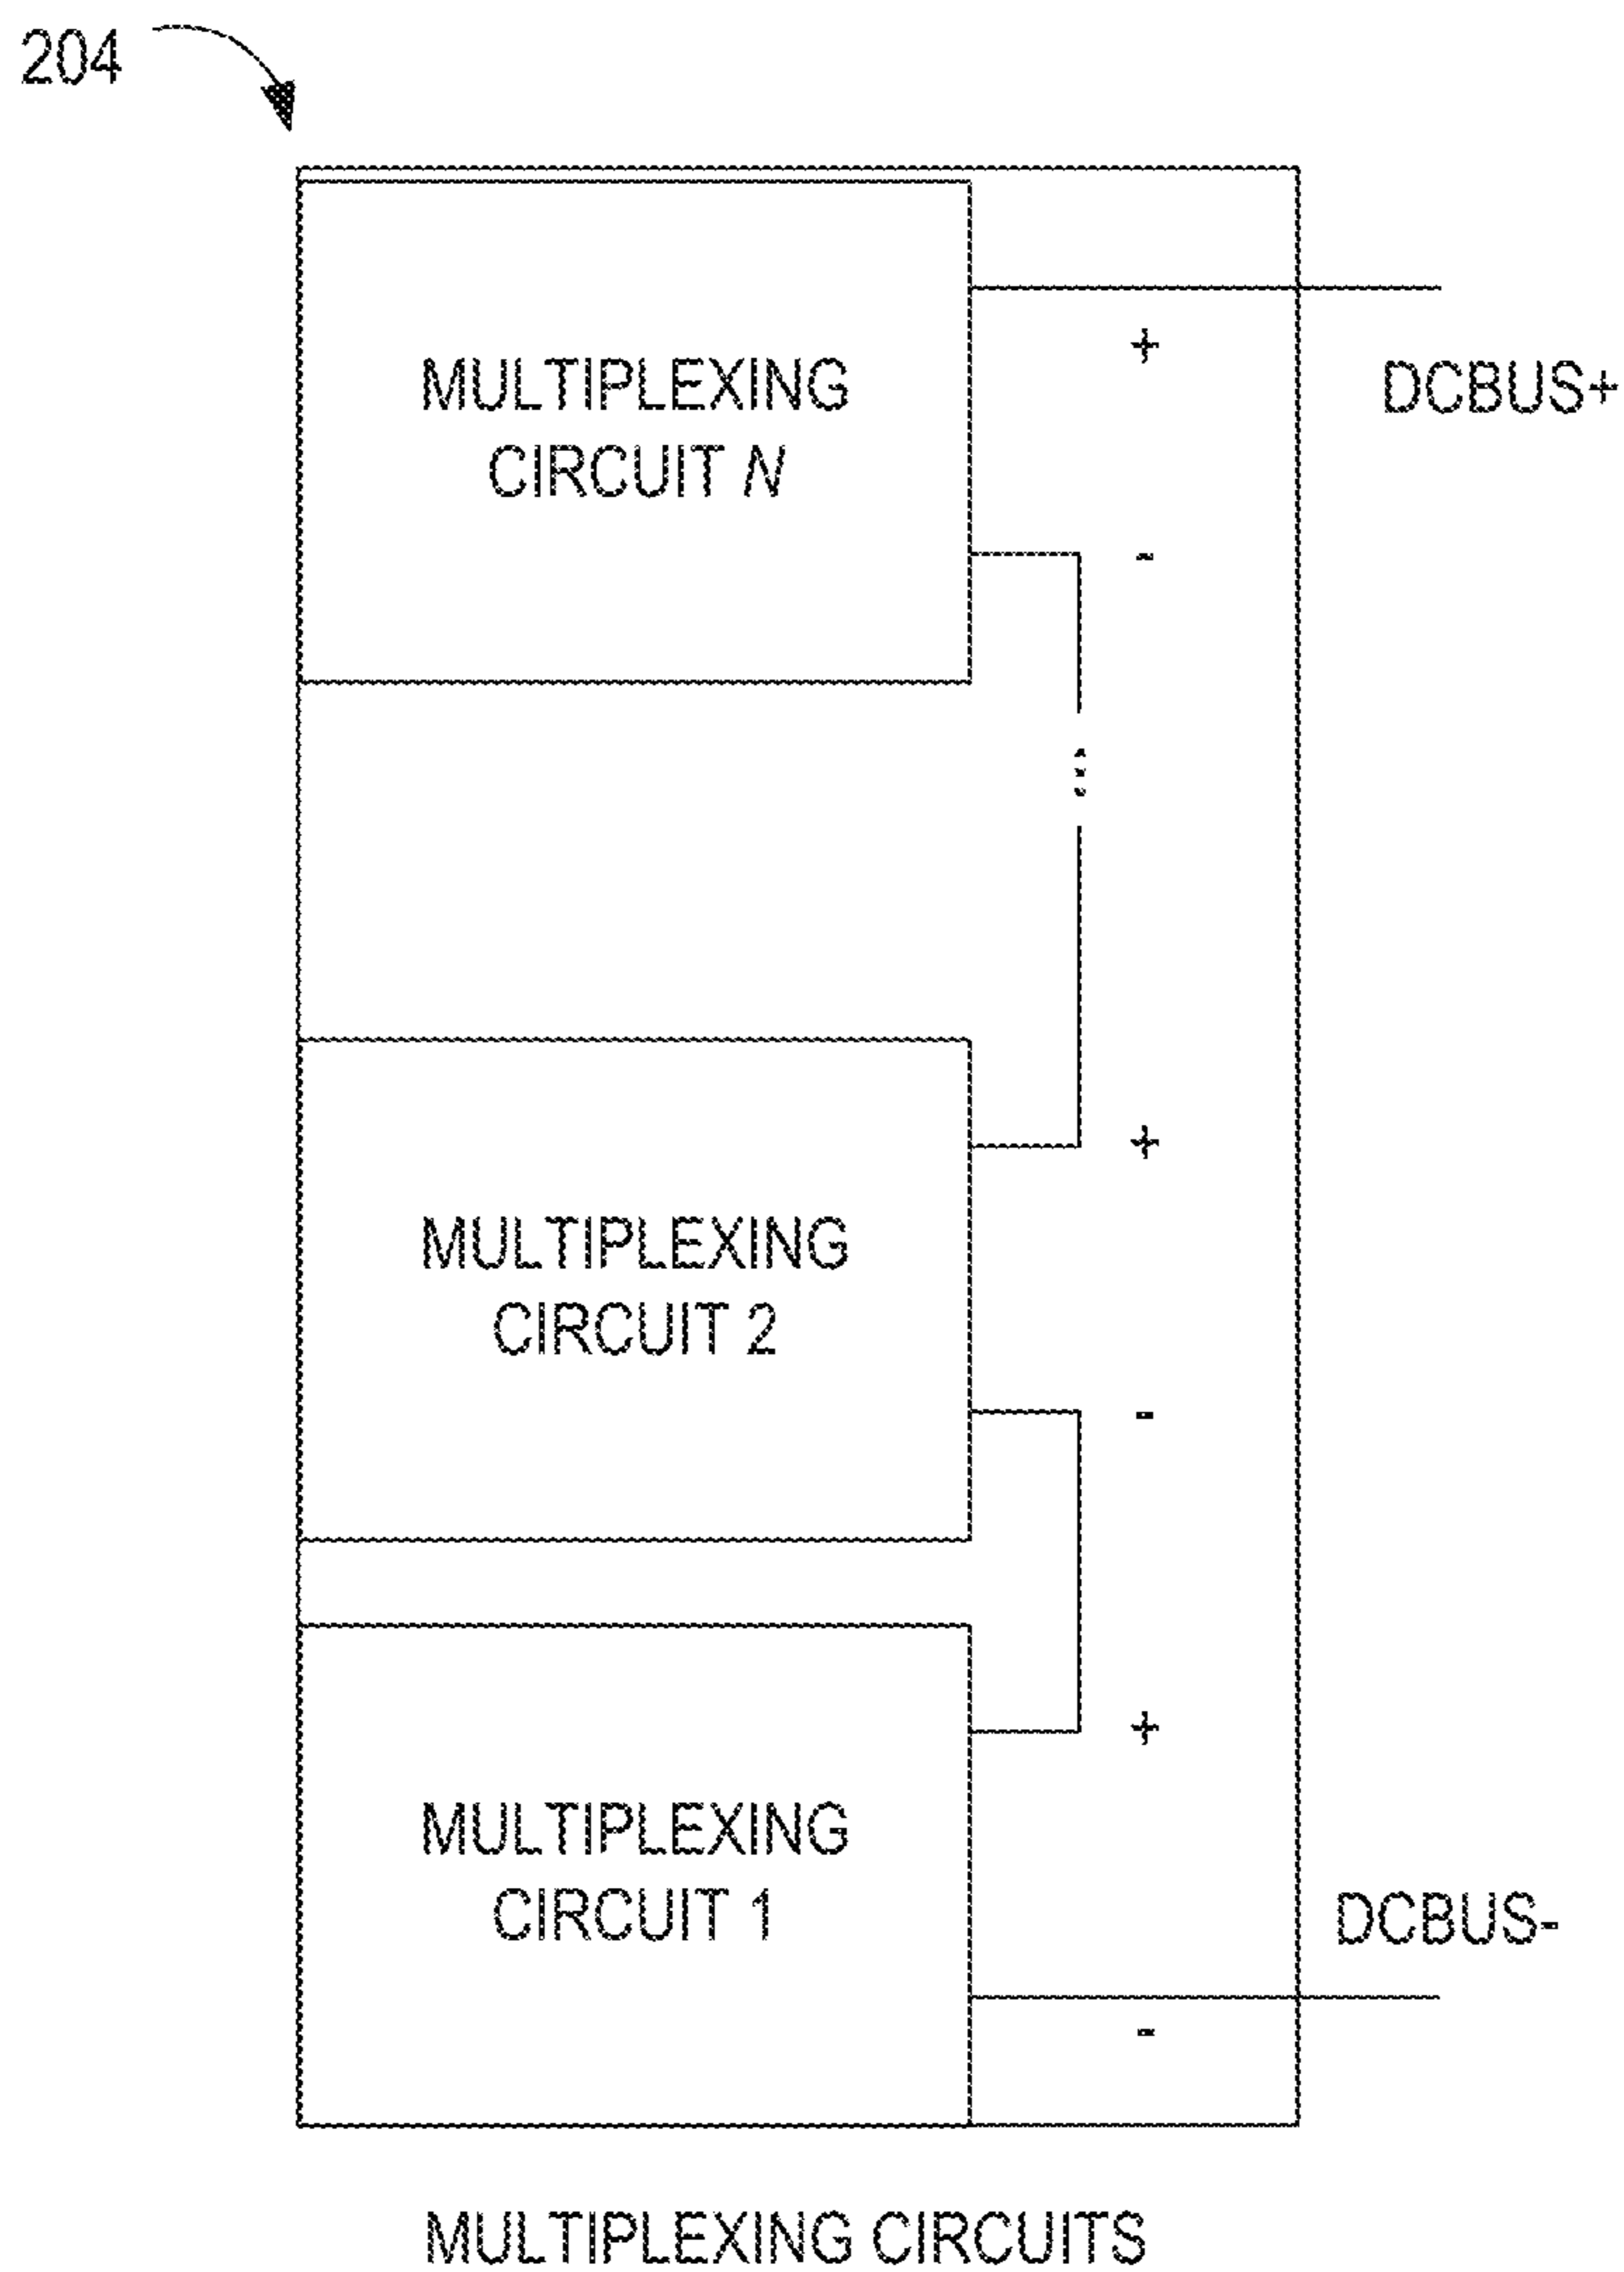 204
MULTIPLEXING
CIRCUIT N
+
DCBUS+
-
+
MULTIPLEXING
CIRCUIT 2
-
+
MULTIPLEXING
CIRCUIT 1
DCBUS-
-
MULTIPLEXING CIRCUITS